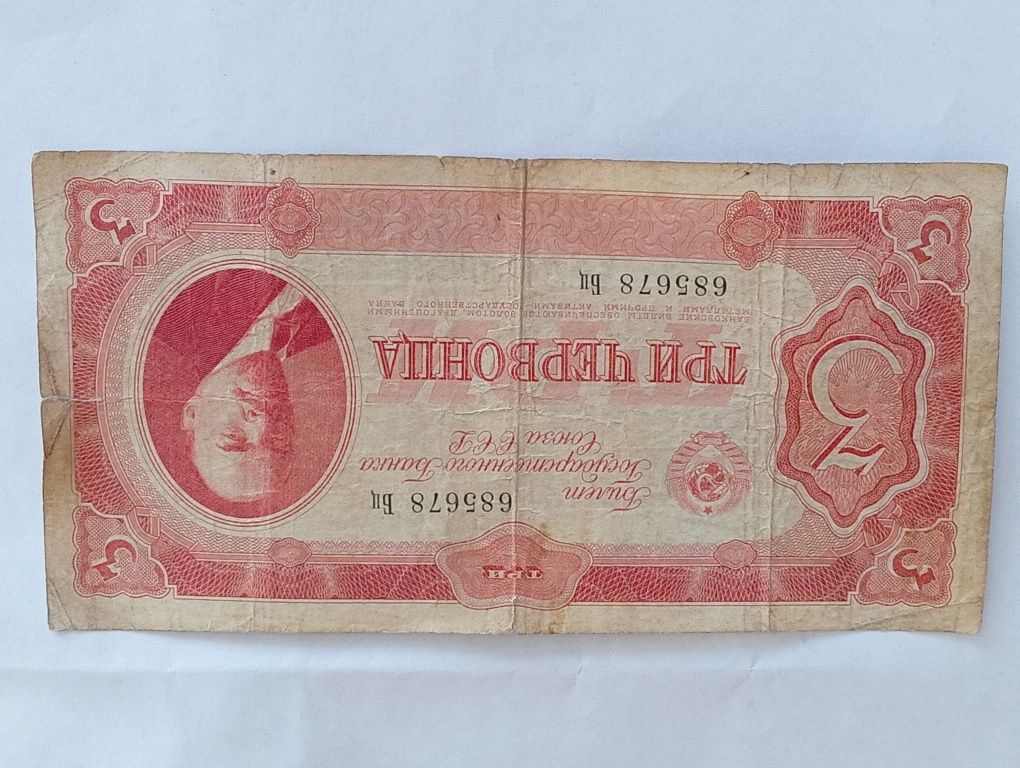 3
ТРИ
3
685678 Бц
Билет
Государственного Банка
Союза ССР
3
ТРИ ЧЕРВОНЦА
БАНКОВСКИЕ БИЛЕТЫ ОБЕСПЕЧИВАЮТСЯ ЗОЛОТОМ, ДРАГОЦЕННЫМИ
МЕТАЛЛАМИ И ПРОЧИМИ АКТИВАМИ ГОСУДАРСТВЕННОГО БАНКА
685678 Бц
3
3